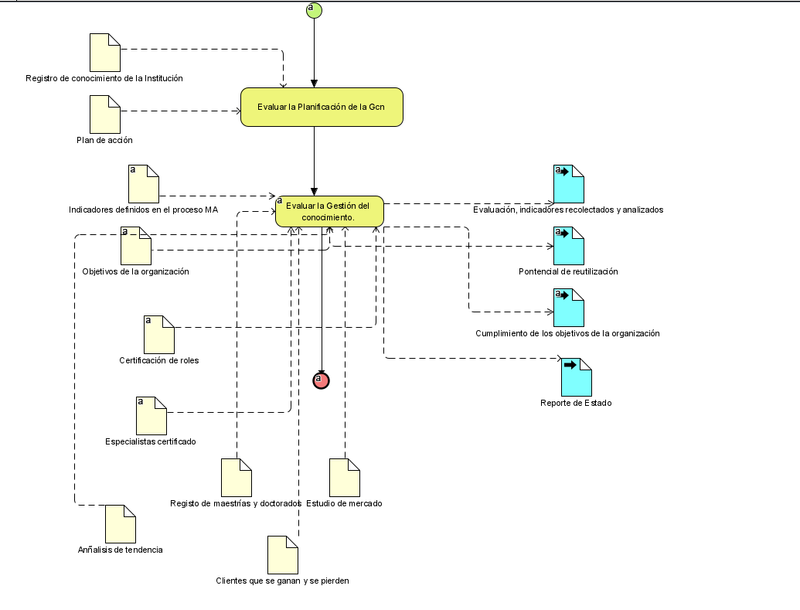 a
Registro de conocimiento de la Institución
Evaluar la Planificación de la Gcn
Plan de acción
a
Indicadores definidos en el proceso MA
a
Evaluar la Gestión del
conocimiento.
a
Evaluación, indicadores recolectados y analizados
a
Objetivos de la organización
a
Pontencial de reutilización
a
Cumplimiento de los objetivos de la organización
a
Certificación de roles
a
Reporte de Estado
a
Especialistas certificado
Registo de maestrías y doctorados
Estudio de mercado
Anñalisis de tendencia
Clientes que se ganan y se pierden